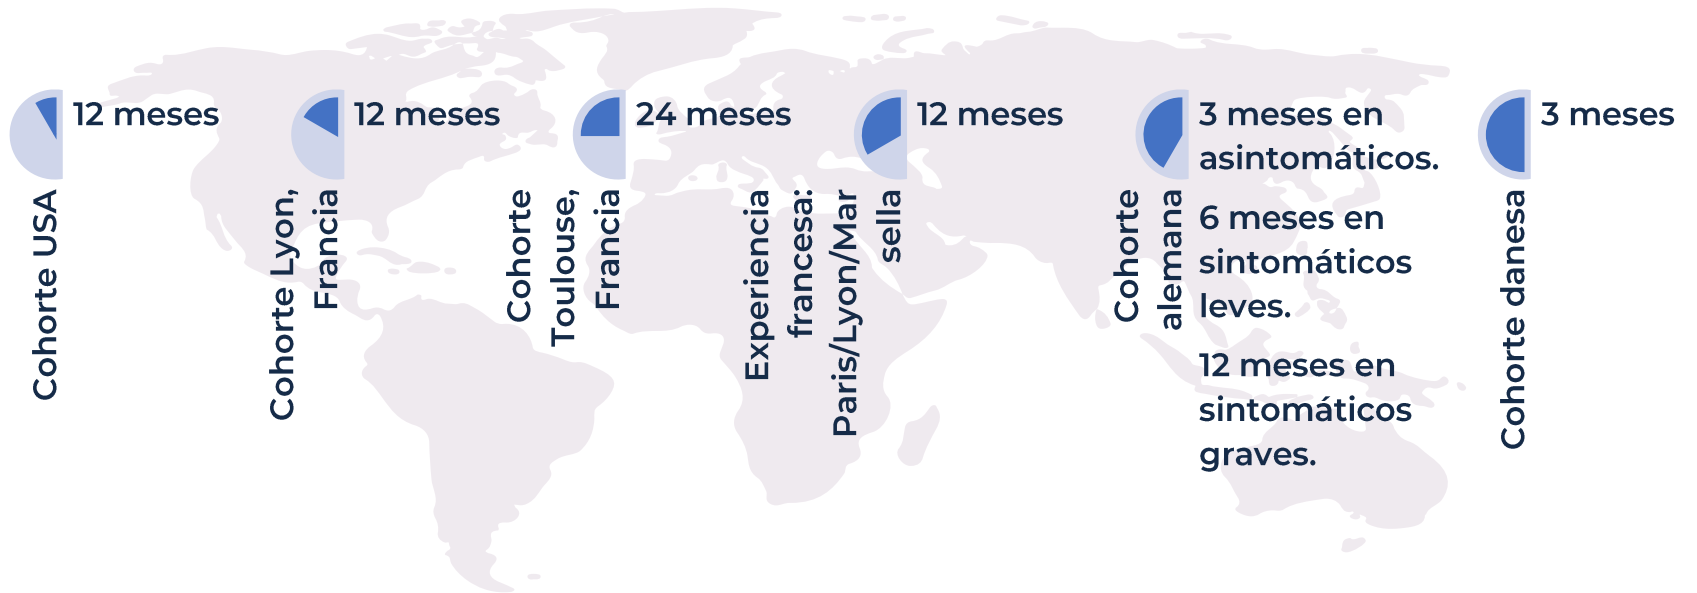 Cohorte USA
12 meses
Cohorte Lyon,
Francia
12 meses
Cohorte
Toulouse,
Francia
24 meses
Experiencia
francesa:
Paris/Lyon/Mar
sella
12 meses
Cohorte
alemana
3 meses en
asintomáticos.
6 meses en
sintomáticos
leves.
12 meses en
sintomáticos
graves.
Cohorte danesa
3 meses